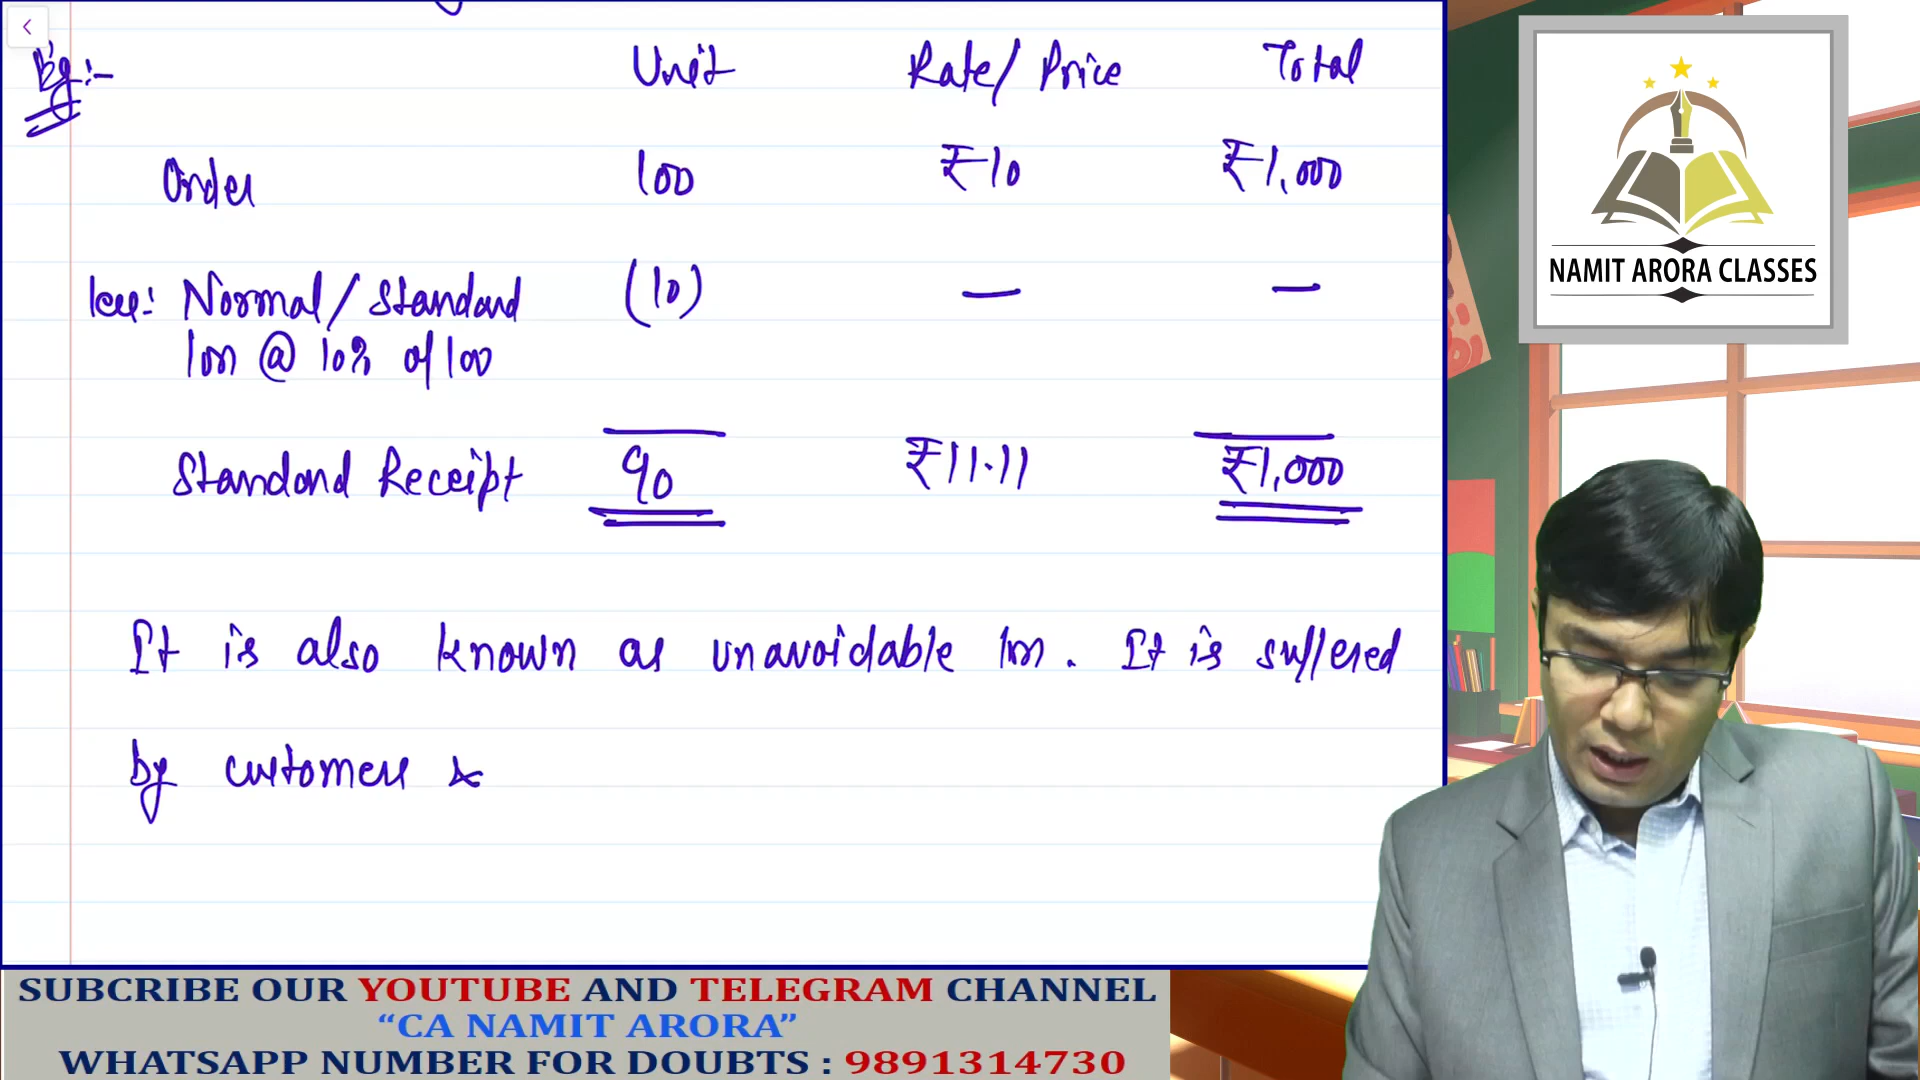 Eg:-
Unit Rate/ Price Total
Order 100 ₹10 ₹1,000
Less: Normal/ Standard (10) — —
loss @ 10% of 100
Standard Receipt 90 ₹11.11 ₹1,000
It is also known as unavoidable loss. It is suffered
by customers &
NAMIT ARORA CLASSES
SUBCRIBE OUR YOUTUBE AND TELEGRAM CHANNEL
“CA NAMIT ARORA”
WHATSAPP NUMBER FOR DOUBTS : 9891314730